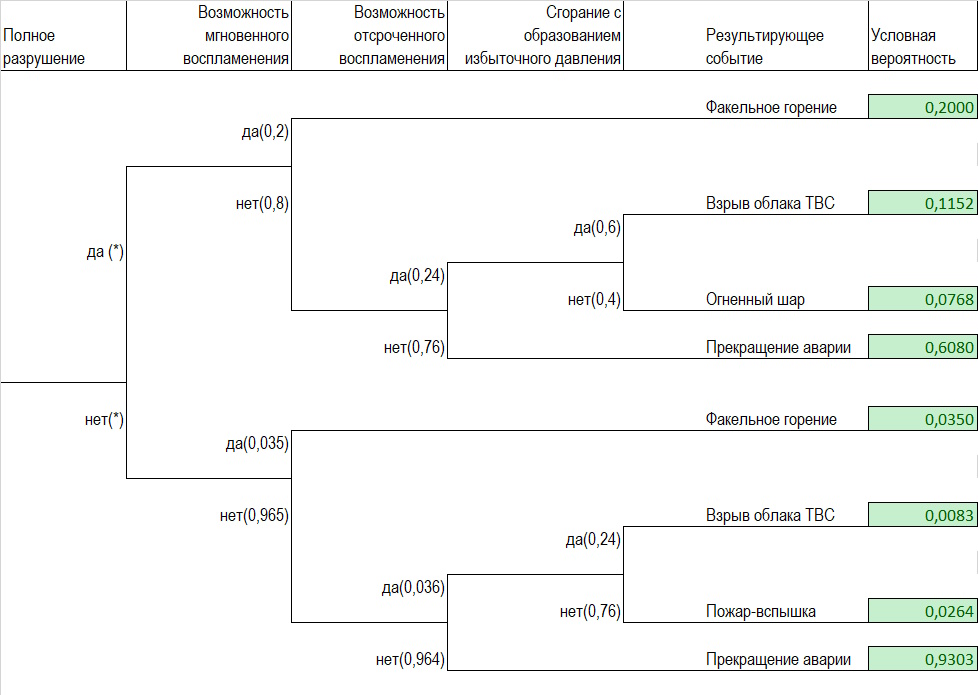 Полное
разрушение
Возможность
мгновенного
воспламенения
Возможность
отсроченного
воспламенения
Сгорание с
образованием
избыточного давления
Результирующее
событие
Условная
вероятность
Факельное горение 0,2000
да(0,2)
нет(0,8) Взрыв облака ТВС 0,1152
да(0,6)
да (*)
да(0,24)
нет(0,4) Огненный шар 0,0768
нет(0,76) Прекращение аварии 0,6080
нет(*) Факельное горение 0,0350
да(0,035)
нет(0,965) Взрыв облака ТВС 0,0083
да(0,24)
да(0,036)
нет(0,76) Пожар-вспышка 0,0264
нет(0,964) Прекращение аварии 0,9303